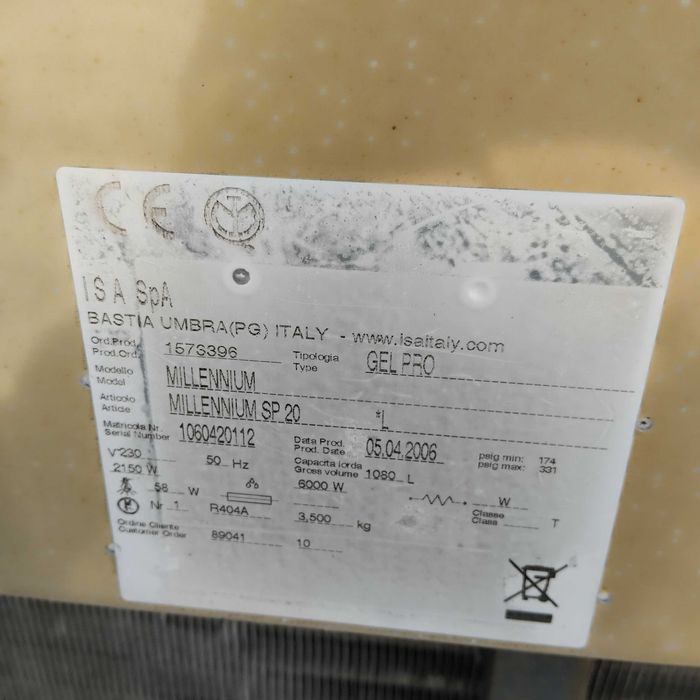 CE
ISA SpA
BASTIA UMBRA(PG) ITALY - www.isaitaly.com
Ord.Prod. Prod.Ord. 1573396 Tipologia Type GEL PRO
Modello Model MILLENNIUM
Articolo Article MILLENNIUM SP 20 *L
Matricola Nr. Serial Number 1060420112 Data Prod. Prod. Date 05.04.2006 psig min: 174 psig max: 331
V~230 50 Hz Capacita lorda Gross volume 1080 L
2150 W
58 W 6000 W W
Nr. 1 R404A 3,500 kg Classe Class T
Ordine Cliente Customer Order 89041 10